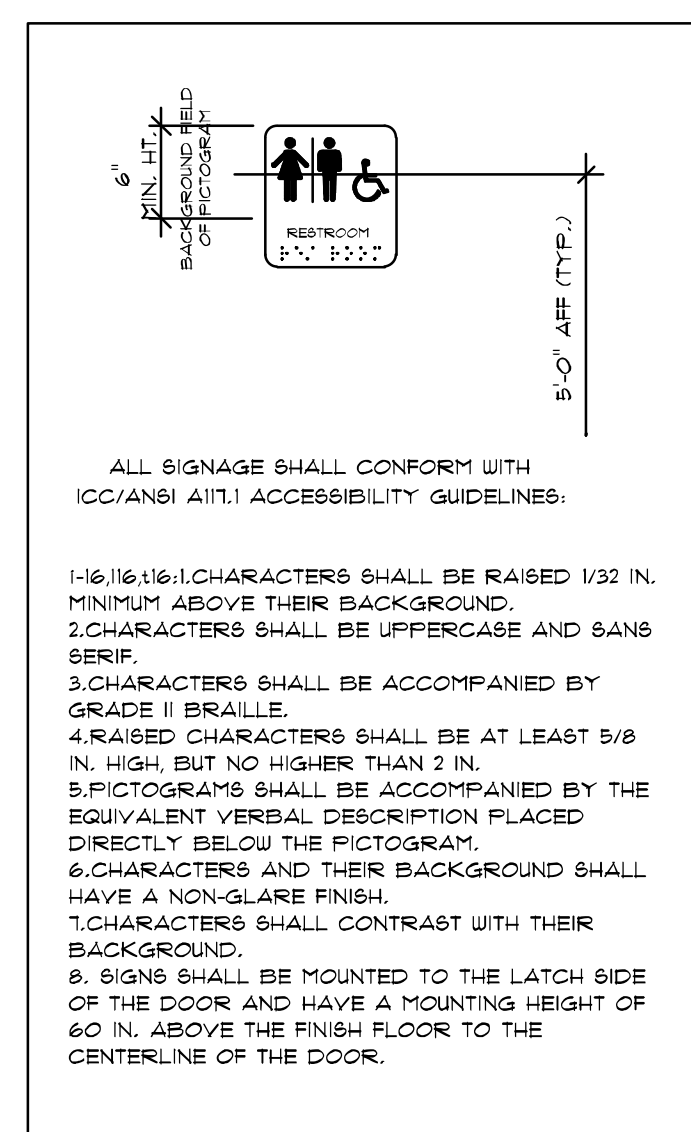 6"
MIN. HT.
BACKGROUND FIELD
OF PICTOGRAM
RESTROOM
5'-0" AFF (TYP.)
ALL SIGNAGE SHALL CONFORM WITH
ICC/ANSI A117.1 ACCESSIBILITY GUIDELINES:
i-16,l16,t16;1.CHARACTERS SHALL BE RAISED 1/32 IN.
MINIMUM ABOVE THEIR BACKGROUND.
2.CHARACTERS SHALL BE UPPERCASE AND SANS
SERIF.
3.CHARACTERS SHALL BE ACCOMPANIED BY
GRADE II BRAILLE.
4.RAISED CHARACTERS SHALL BE AT LEAST 5/8
IN. HIGH, BUT NO HIGHER THAN 2 IN.
5.PICTOGRAMS SHALL BE ACCOMPANIED BY THE
EQUIVALENT VERBAL DESCRIPTION PLACED
DIRECTLY BELOW THE PICTOGRAM.
6.CHARACTERS AND THEIR BACKGROUND SHALL
HAVE A NON-GLARE FINISH.
7.CHARACTERS SHALL CONTRAST WITH THEIR
BACKGROUND.
8. SIGNS SHALL BE MOUNTED TO THE LATCH SIDE
OF THE DOOR AND HAVE A MOUNTING HEIGHT OF
60 IN. ABOVE THE FINISH FLOOR TO THE
CENTERLINE OF THE DOOR.